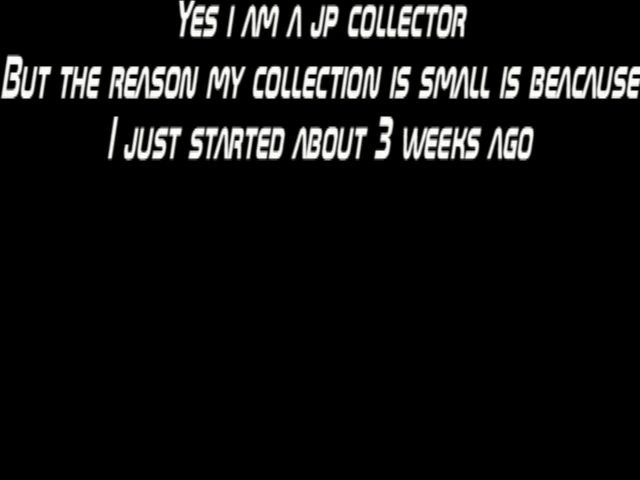 Yes i am a jp collector
But the reason my collection is small is beacause
I just started about 3 weeks ago